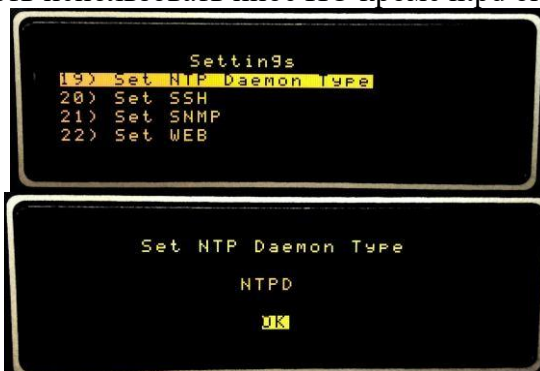 Settings
19) Set NTP Daemon Type
20) Set SSH
21) Set SNMP
22) Set WEB
Set NTP Daemon Type
NTPD
OK